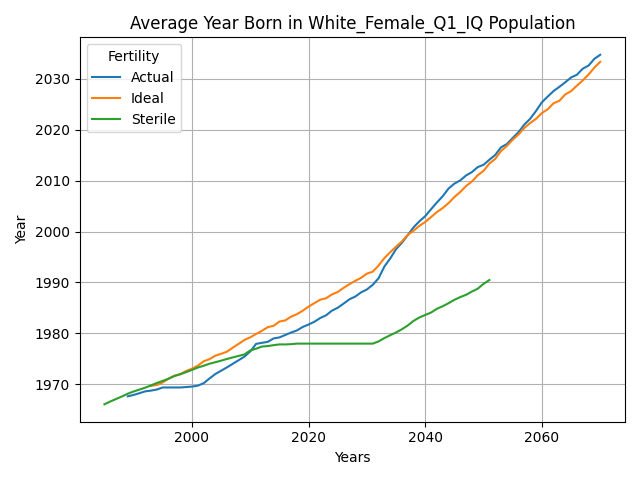 Average Year Born in White_Female_Q1_IQ Population
Fertility
Actual
Ideal
Sterile
Year
2030
2020
2010
2000
1990
1980
1970
2000
2020
2040
2060
Years